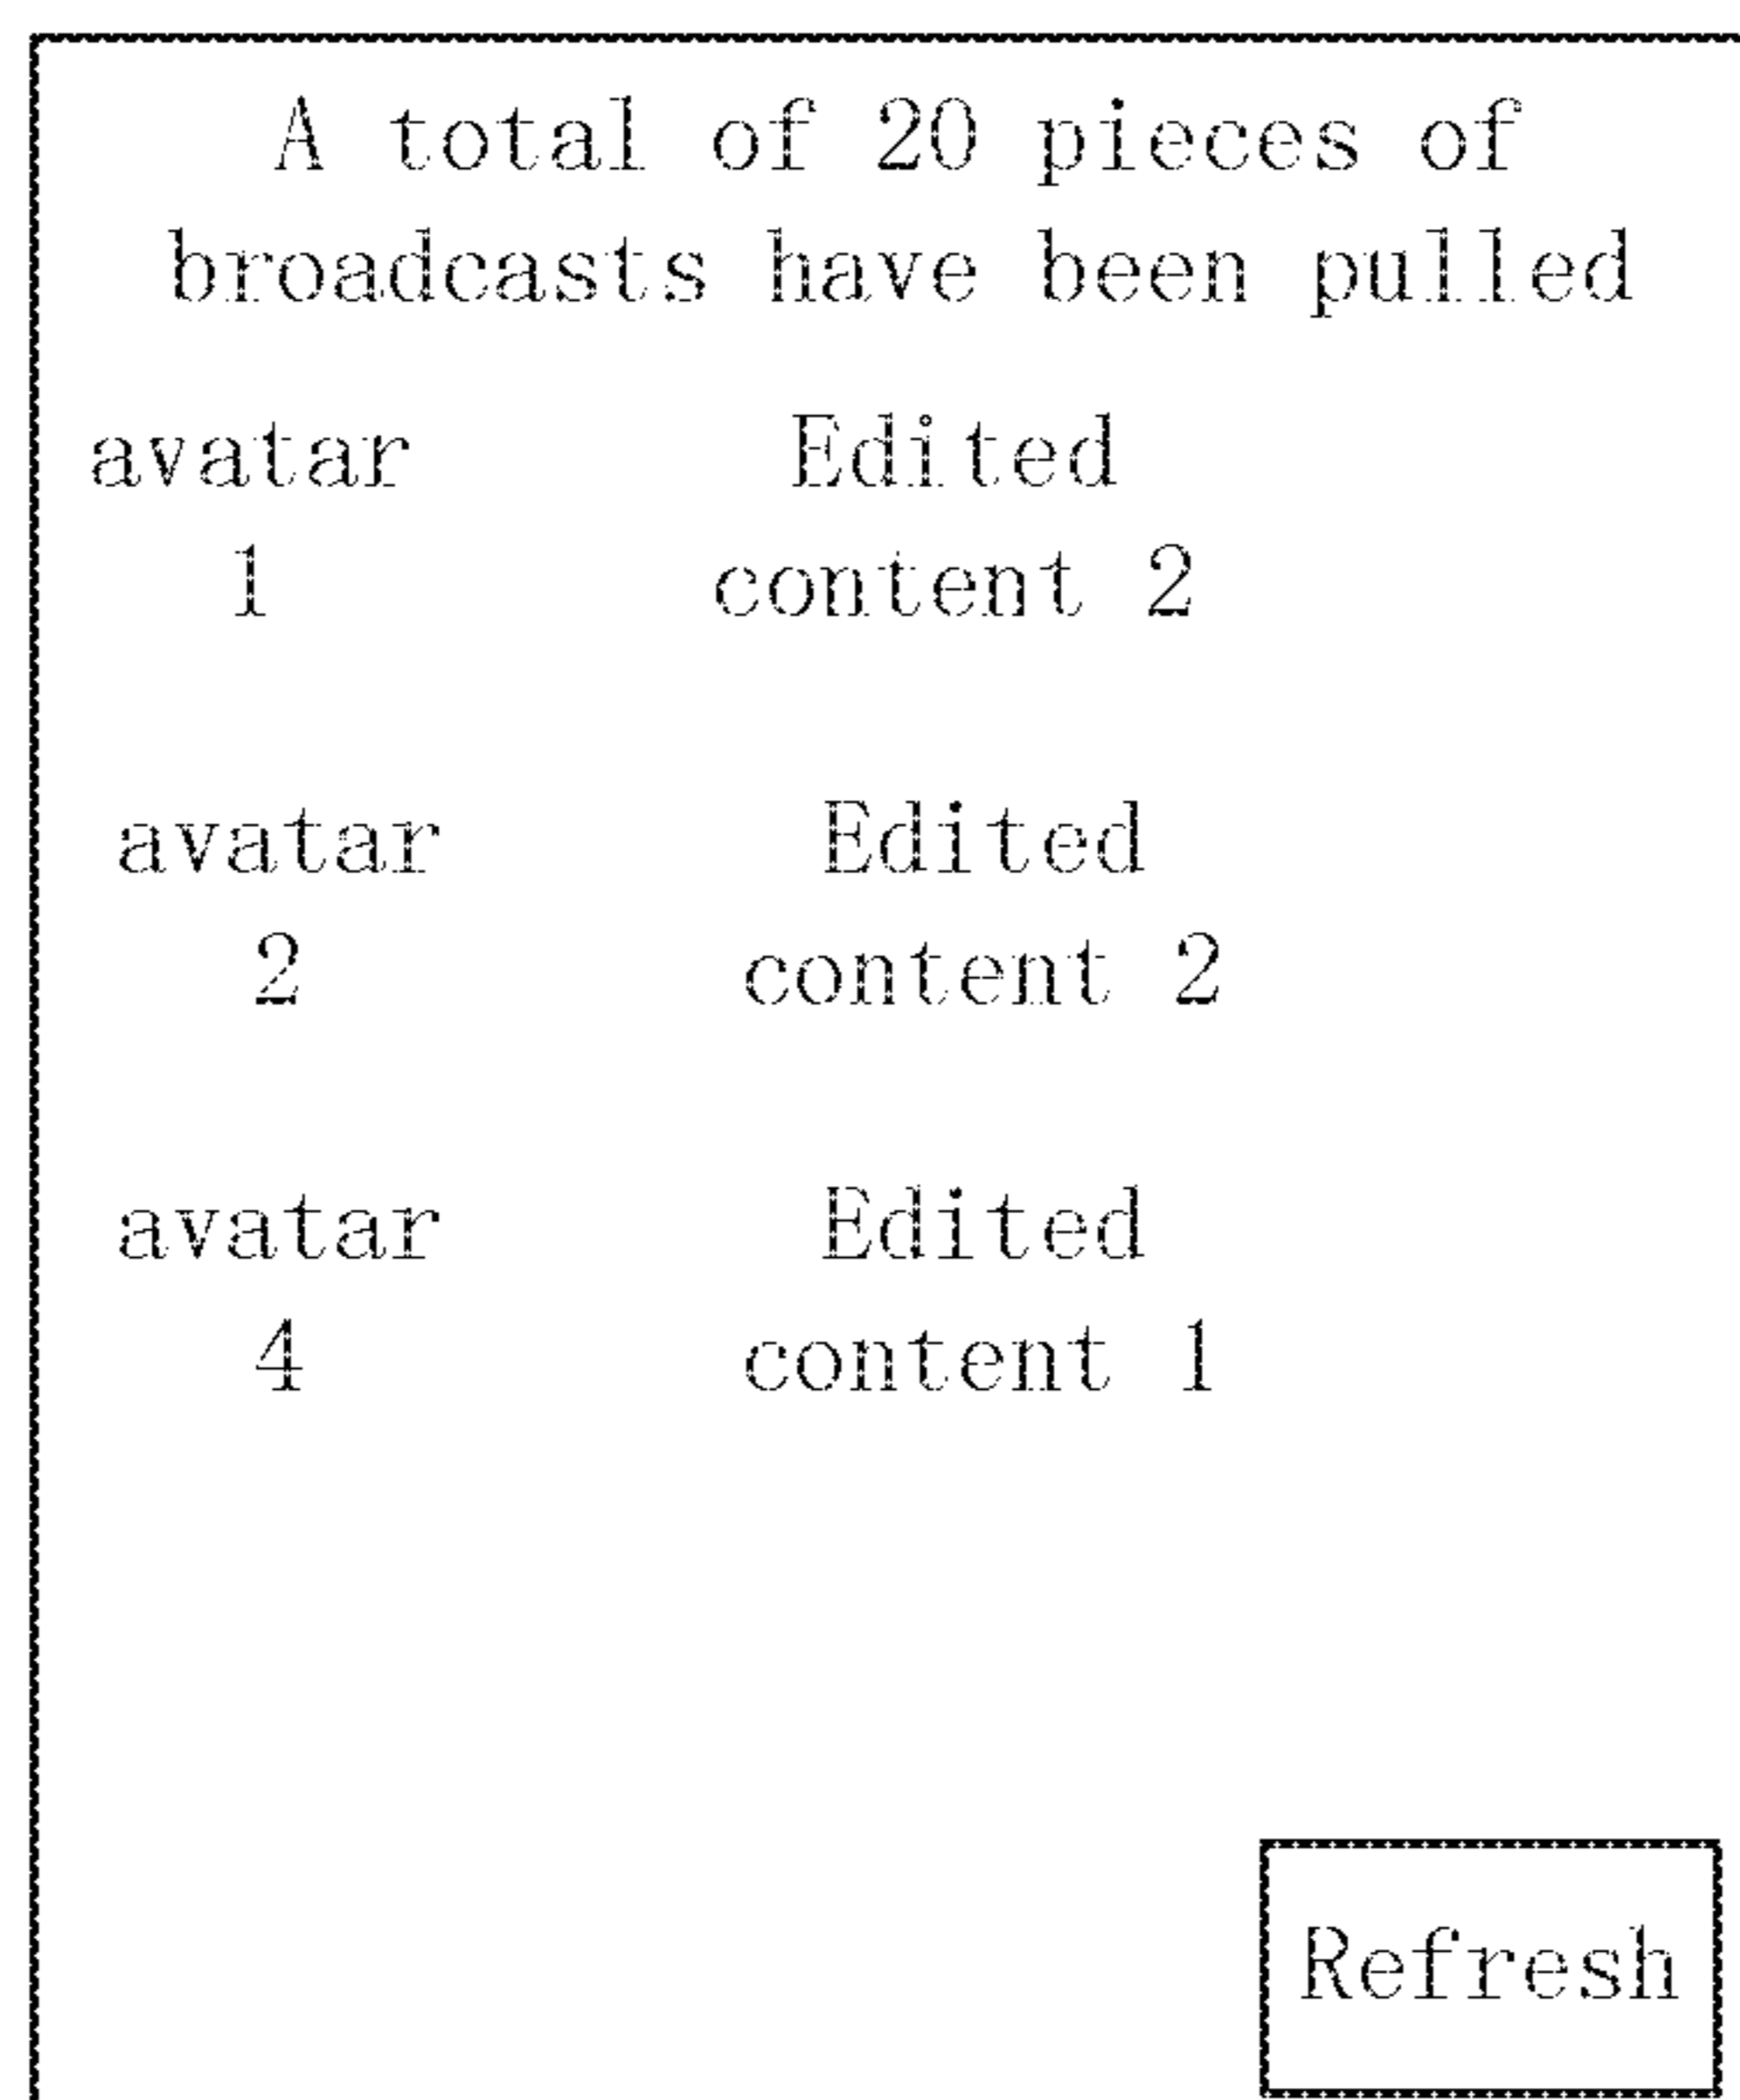 A total of 20 pieces of
broadcasts have been pulled
avatar Edited
1 content 2
avatar Edited
2 content 2
avatar Edited
4 content 1
Refresh